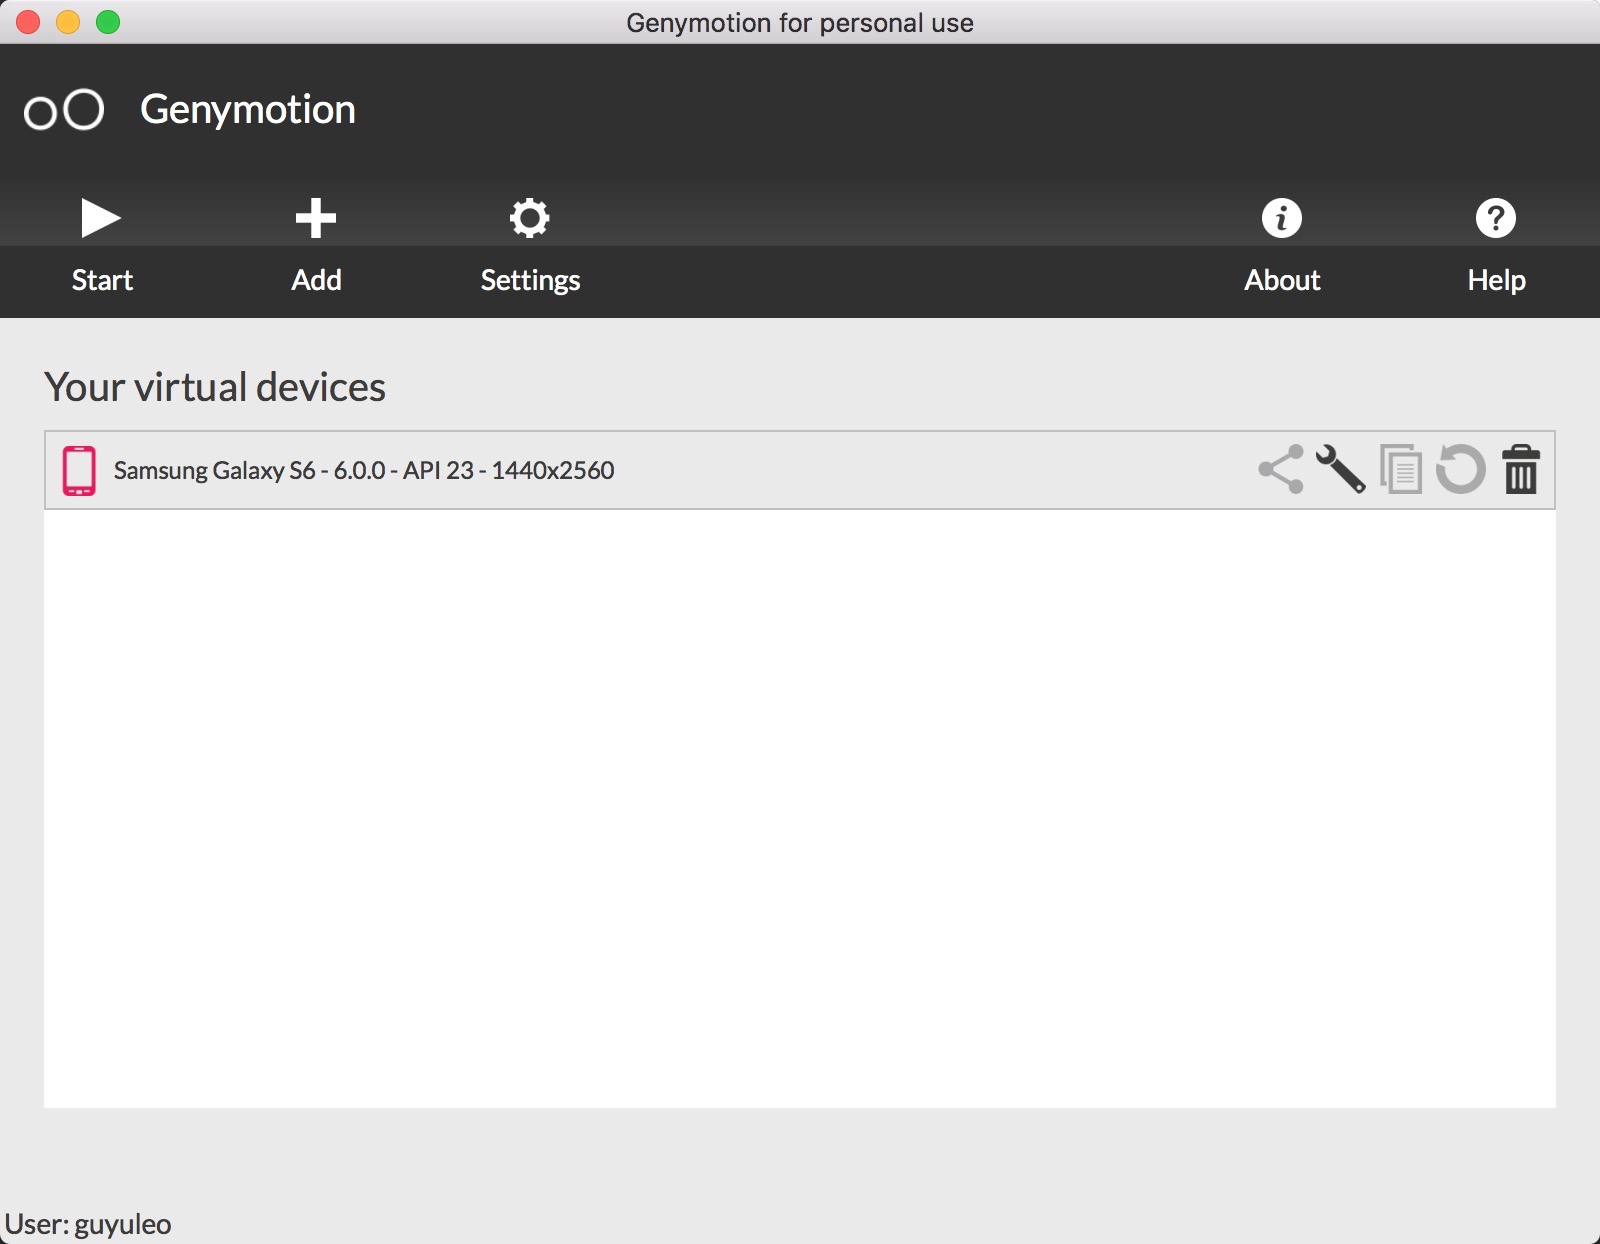 Genymotion for personal use
Genymotion
Start Add Settings About Help
Your virtual devices
Samsung Galaxy S6 - 6.0.0 - API 23 - 1440x2560
User: guyuleo